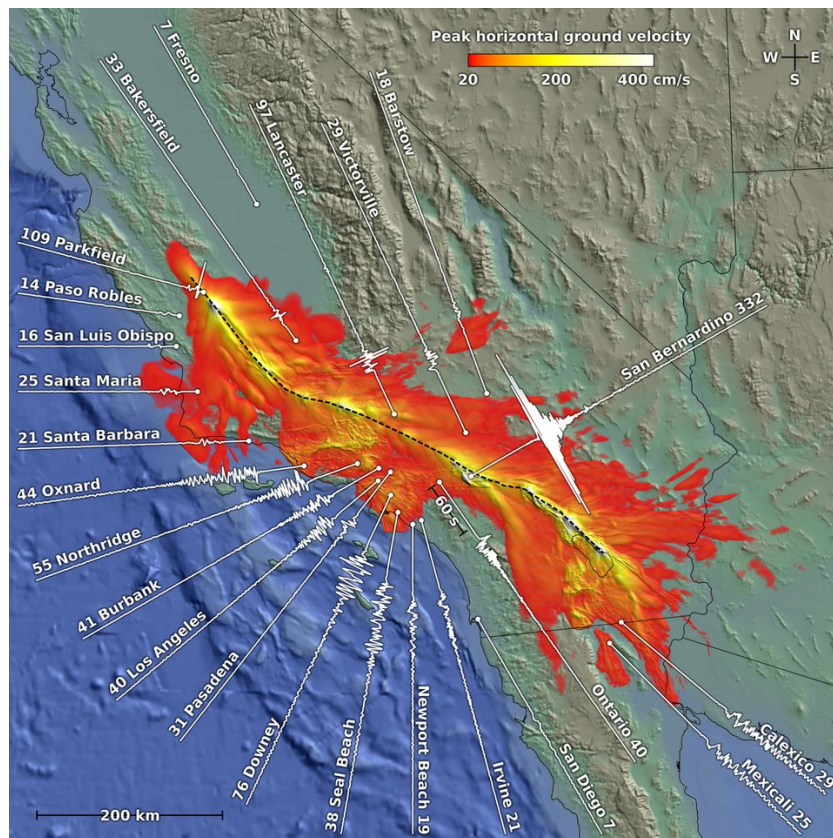 Peak horizontal ground velocity
20 200 400 cm/s
N
W E
S
7 Fresno
33 Bakersfield
97 Lancaster
29 Victorville
18 Barstow
109 Parkfield
14 Paso Robles
16 San Luis Obispo
25 Santa Maria
21 Santa Barbara
44 Oxnard
55 Northridge
41 Burbank
40 Los Angeles
31 Pasadena
76 Downey
38 Seal Beach
Newport Beach 19
Irvine 21
San Diego 7
Ontario 40
Mexicali 25
Calexico 29
San Bernardino 332
60 s
200 km